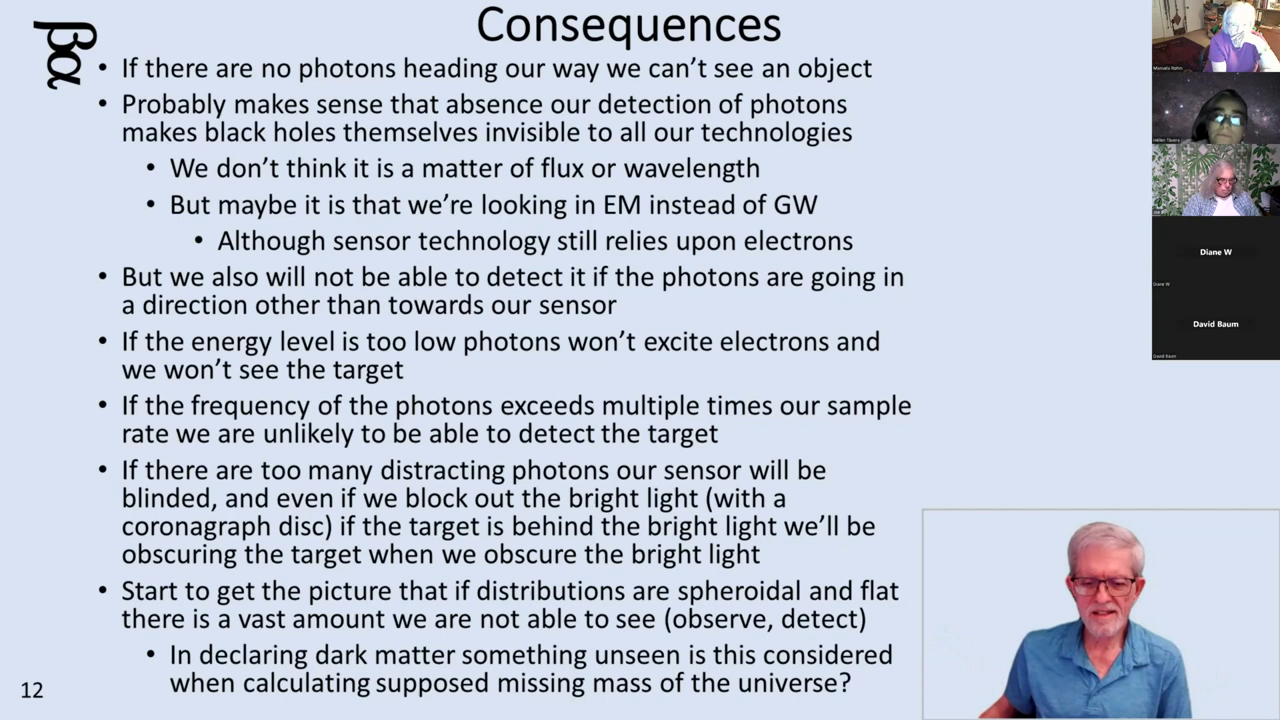 Consequences
βα
• If there are no photons heading our way we can’t see an object
• Probably makes sense that absence our detection of photons
makes black holes themselves invisible to all our technologies
• We don’t think it is a matter of flux or wavelength
• But maybe it is that we’re looking in EM instead of GW
• Although sensor technology still relies upon electrons
• But we also will not be able to detect it if the photons are going in
a direction other than towards our sensor
• If the energy level is too low photons won’t excite electrons and
we won’t see the target
• If the frequency of the photons exceeds multiple times our sample
rate we are unlikely to be able to detect the target
• If there are too many distracting photons our sensor will be
blinded, and even if we block out the bright light (with a
coronagraph disc) if the target is behind the bright light we’ll be
obscuring the target when we obscure the bright light
• Start to get the picture that if distributions are spheroidal and flat
there is a vast amount we are not able to see (observe, detect)
• In declaring dark matter something unseen is this considered
when calculating supposed missing mass of the universe?
12
Diane W
Diane W
David Baum
David Baum